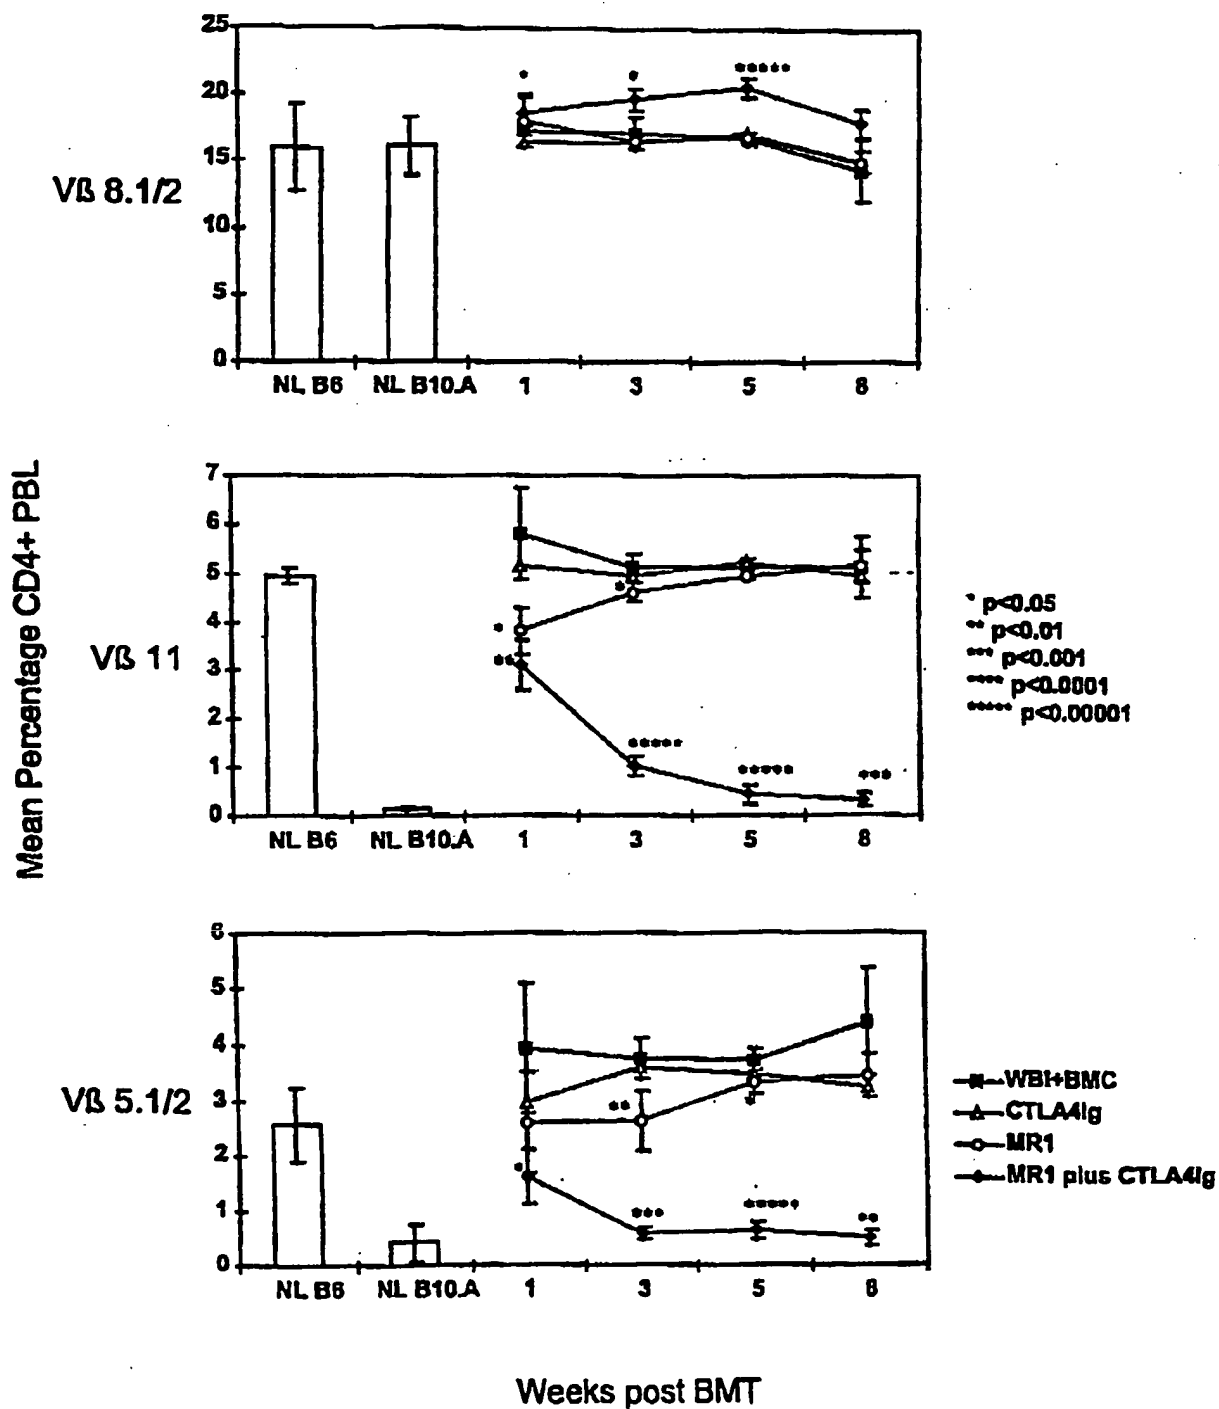 Mean Percentage CD4+ PBL
Vß 8.1/2
25
20
15
10
5
0
NL B6 NL B10.A 1 3 5 8
* * *****
Vß 11
7
6
5
4
3
2
1
0
NL B6 NL B10.A 1 3 5 8
*
*
**
*****
*****
***
* p<0.05
** p<0.01
*** p<0.001
**** p<0.0001
***** p<0.00001
Vß 5.1/2
6
5
4
3
2
1
0
NL B6 NL B10.A 1 3 5 8
**
*
*
***
*****
**
WBI+BMC
CTLA4Ig
MR1
MR1 plus CTLA4Ig
Weeks post BMT